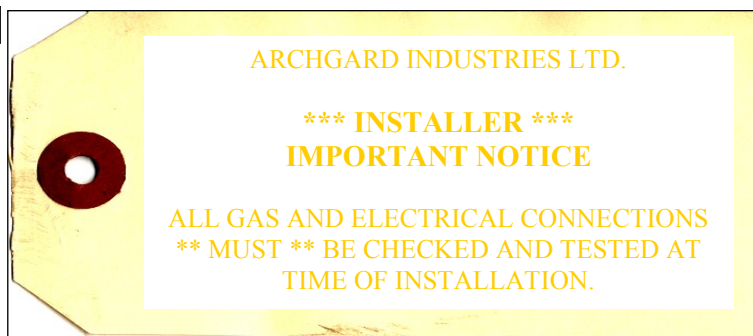 ARCHGARD INDUSTRIES LTD.
*** INSTALLER ***
IMPORTANT NOTICE
ALL GAS AND ELECTRICAL CONNECTIONS
** MUST ** BE CHECKED AND TESTED AT
TIME OF INSTALLATION.